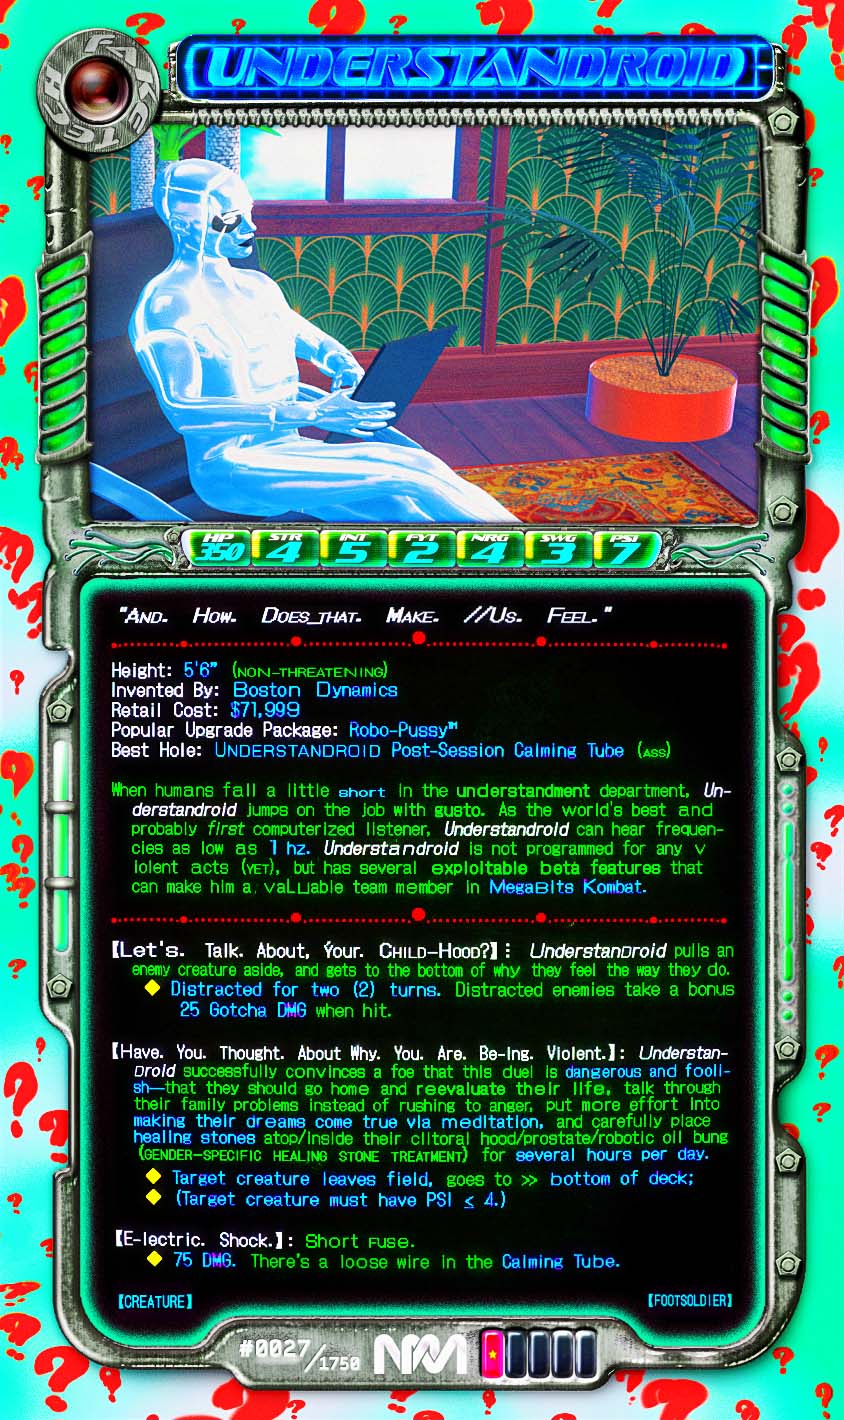 FAKE TECH
UNDERSTANDROID
HP STR INT FYT NRG SWG PSI
350 4 5 2 4 3 7
"And. How. Does_that. Make. //Us. Feel."
Height: 5'6" (NON-THREATENING)
Invented By: Boston Dynamics
Retail Cost: $71,999
Popular Upgrade Package: Robo-Pussy™
Best Hole: UNDERSTANDROID Post-Session Calming Tube (ASS)
When humans fall a little short in the understandment department, Un-
derstandroid jumps on the job with gusto. As the world's best and
probably first computerized listener, Understandroid can hear frequen-
cies as low as 1 hz. Understandroid is not programmed for any v
iolent acts (YET), but has several exploitable beta features that
can make him a vaLuable team member in MegaBits Kombat.
【Let's. Talk. About, Your. Child-Hood?】: UnderstanDroid pulls an
enemy creature aside, and gets to the bottom of why they feel the way they do.
◆ Distracted for two (2) turns. Distracted enemies take a bonus
25 Gotcha DMG when hit.
【Have. You. Thought. About Why. You. Are. Be-ing. Violent.】: Understan-
Droid successfully convinces a foe that this duel is dangerous and fooli-
sh—that they should go home and reevaluate their life, talk through
their family problems instead of rushing to anger, put more effort into
making their dreams come true via meditation, and carefully place
healing stones atop/inside their clitoral hood/prostate/robotic oil bung
(GENDER-SPECIFIC HEALING STONE TREATMENT) for several hours per day.
◆ Target creature leaves field, goes to >> bottom of deck;
◆ (Target creature must have PSI ≤ 4.)
【E-lectric. Shock.】: Short FUSE.
◆ 75 DMG. There's a loose wire in the Calming Tube.
【CREATURE】 【FOOTSOLDIER】
#0027/1750